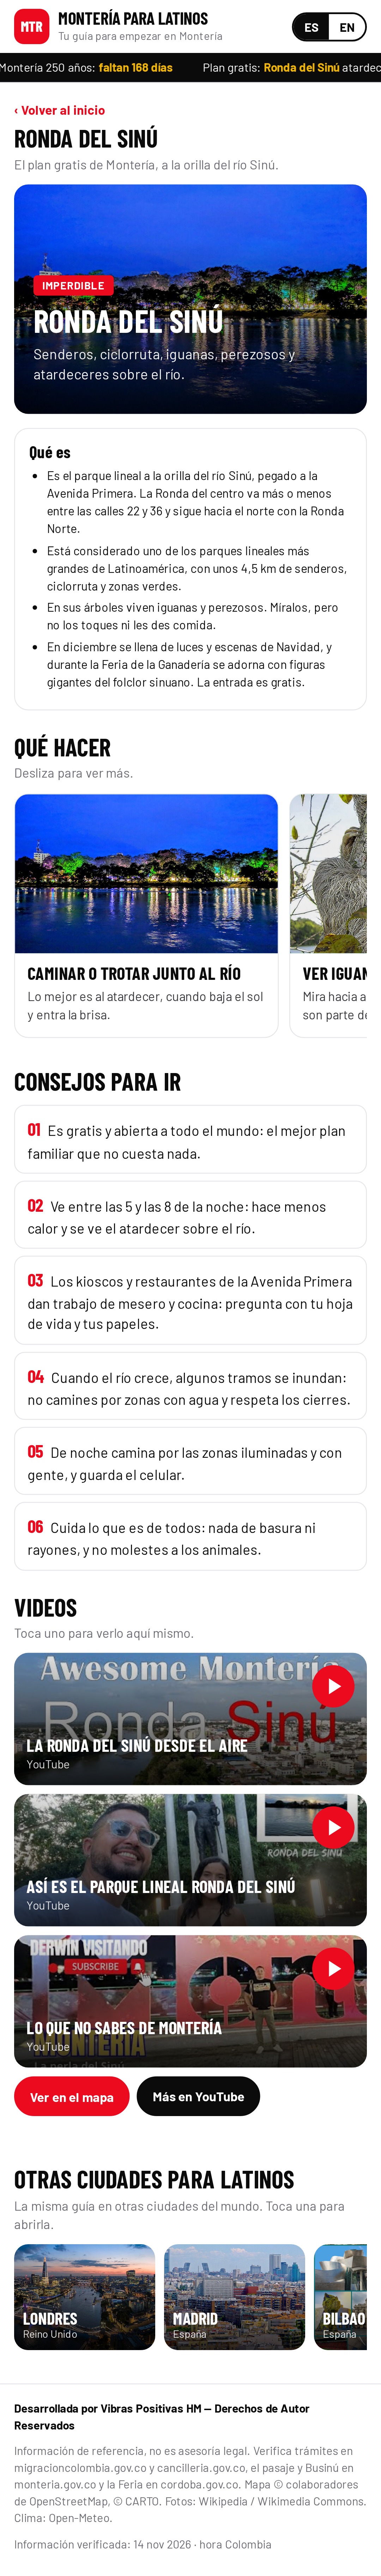 MTR
MONTERÍA PARA LATINOS
Tu guía para empezar en Montería
ES EN
Montería 250 años: faltan 168 días Plan gratis: Ronda del Sinú
‹ Volver al inicio
RONDA DEL SINÚ
El plan gratis de Montería, a la orilla del río Sinú.
IMPERDIBLE
RONDA DEL SINÚ
Senderos, ciclorruta, iguanas, perezosos y
atardeceres sobre el río.
Qué es
Es el parque lineal a la orilla del río Sinú, pegado a la
Avenida Primera. La Ronda del centro va más o menos
entre las calles 22 y 36 y sigue hacia el norte con la Ronda
Norte.
Está considerado uno de los parques lineales más
grandes de Latinoamérica, con unos 4,5 km de senderos,
ciclorruta y zonas verdes.
En sus árboles viven iguanas y perezosos. Míralos, pero
no los toques ni les des comida.
En diciembre se llena de luces y escenas de Navidad, y
durante la Feria de la Ganadería se adorna con figuras
gigantes del folclor sinuano. La entrada es gratis.
QUÉ HACER
Desliza para ver más.
CAMINAR O TROTAR JUNTO AL RÍO
Lo mejor es al atardecer, cuando baja el sol
y entra la brisa.
VER
Mira hacia
son parte
CONSEJOS PARA IR
01 Es gratis y abierta a todo el mundo: el mejor plan
familiar que no cuesta nada.
02 Ve entre las 5 y las 8 de la noche: hace menos
calor y se ve el atardecer sobre el río.
03 Los kioscos y restaurantes de la Avenida Primera
dan trabajo de mesero y cocina: pregunta con tu hoja
de vida y tus papeles.
04 Cuando el río crece, algunos tramos se inundan:
no camines por zonas con agua y respeta los cierres.
05 De noche camina por las zonas iluminadas y con
gente, y guarda el celular.
06 Cuida lo que es de todos: nada de basura ni
rayones, y no molestes a los animales.
VIDEOS
Toca uno para verlo aquí mismo.
Awesome Montería
Ronda Sinú
LA RONDA DEL SINÚ DESDE EL AIRE
YouTube
RONDA DEL SINU
ASÍ ES EL PARQUE LINEAL RONDA DEL SINÚ
YouTube
DERWIN VISITANDO
SUBSCRIBE
LO QUE NO SABES DE MONTERÍA
YouTube
MONTERIA
La perla del Sinú
Ver en el mapa
Más en YouTube
OTRAS CIUDADES PARA LATINOS
La misma guía en otras ciudades del mundo. Toca una para
abrirla.
LONDRES
Reino Unido
MADRID
España
BILBAO
España
Desarrollada por Vibras Positivas HM — Derechos de Autor
Reservados
Información de referencia, no es asesoría legal. Verifica trámites en
migracioncolombia.gov.co y cancilleria.gov.co, el pasaje y Businú en
monteria.gov.co y la Feria en cordoba.gov.co. Mapa © colaboradores
de OpenStreetMap, © CARTO. Fotos: Wikipedia / Wikimedia Commons.
Clima: Open-Meteo.
Información verificada: 14 nov 2026 · hora Colombia